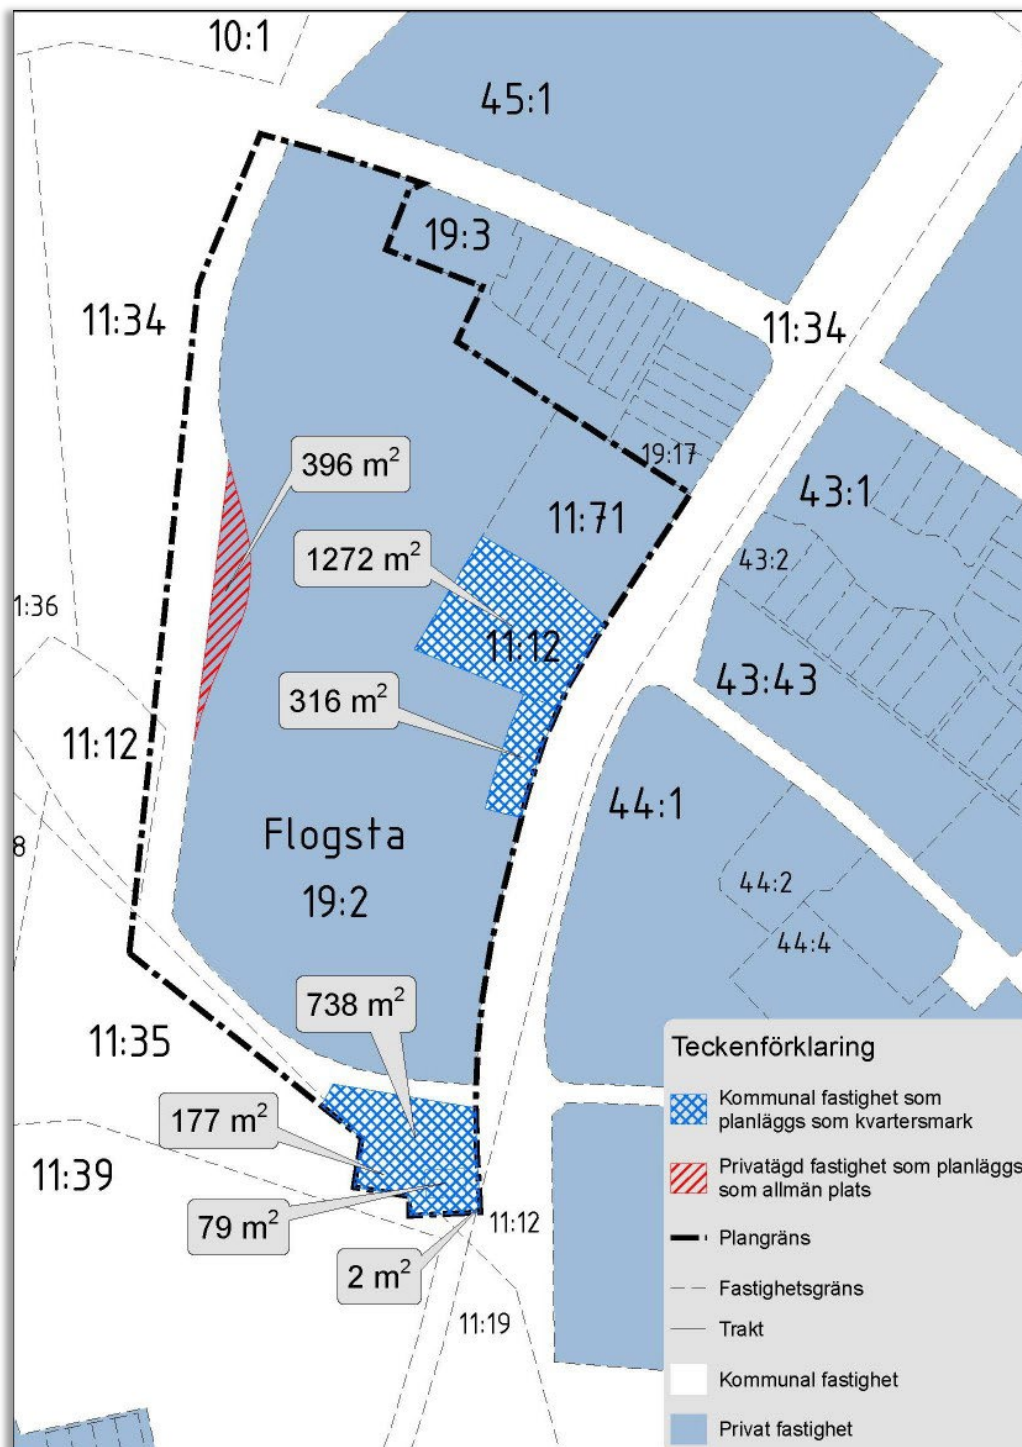 10:1
45:1
19:3
11:34
11:34
396 m²
19:17
43:1
11:71
1272 m²
43:2
1:36
11:12
43:43
316 m²
11:12
44:1
Flogsta
8
44:2
19:2
44:4
738 m²
11:35
177 m²
11:39
79 m²
11:12
2 m²
11:19
Teckenförklaring
Kommunal fastighet som
planläggs som kvartersmark
Privatägd fastighet som planläggs
som allmän plats
Plangräns
Fastighetsgräns
Trakt
Kommunal fastighet
Privat fastighet